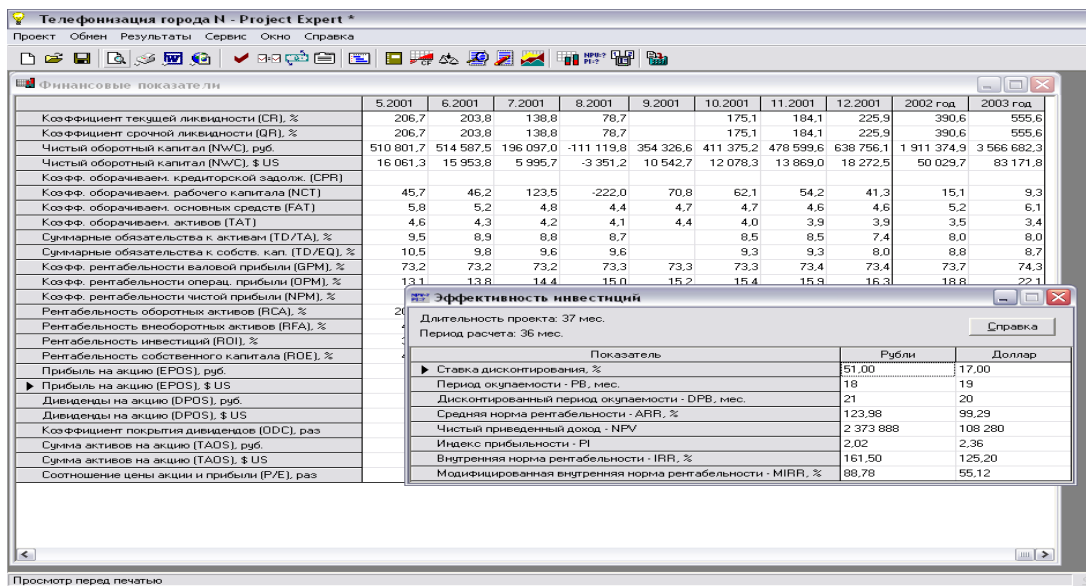 Телефонизация города N - Project Expert *
Проект Обмен Результаты Сервис Окно Справка
Финансовые показатели
5.2001 6.2001 7.2001 8.2001 9.2001 10.2001 11.2001 12.2001 2002 год 2003 год
Коэффициент текущей ликвидности (CR), % 206,7 203,8 138,8 78,7 175,1 184,1 225,9 390,6 555,6
Коэффициент срочной ликвидности (QR), % 206,7 203,8 138,8 78,7 175,1 184,1 225,9 390,6 555,6
Чистый оборотный капитал (NWC), руб. 510 801,7 514 587,5 196 097,0 -111 119,8 354 326,6 411 375,2 478 599,6 638 756,1 1 911 374,9 3 566 682,3
Чистый оборотный капитал (NWC), $ US 16 061,3 15 953,8 5 995,7 -3 351,2 10 542,7 12 078,3 13 869,0 18 272,5 50 029,7 83 171,8
Коэфф. оборачиваем. кредиторской задолж. (CPR)
Коэфф. оборачиваем. рабочего капитала (NCT) 45,7 46,2 123,5 -222,0 70,8 62,1 54,2 41,3 15,1 9,3
Коэфф. оборачиваем. основных средств (FAT) 5,8 5,2 4,8 4,4 4,7 4,7 4,6 4,6 5,2 6,1
Коэфф. оборачиваем. активов (TAT) 4,6 4,3 4,2 4,1 4,4 4,0 3,9 3,9 3,5 3,4
Суммарные обязательства к активам (TD/TA), % 9,5 8,9 8,8 8,7 8,5 8,5 7,4 8,0 8,0
Суммарные обязательства к собств. кап. (TD/EQ), % 10,5 9,8 9,6 9,6 9,3 9,3 8,0 8,8 8,7
Коэфф. рентабельности валовой прибыли (GPM), % 73,2 73,2 73,2 73,3 73,3 73,3 73,4 73,4 73,7 74,3
Коэфф. рентабельности операц. прибыли (OPM), % 13,1 13,8 14,4 15,0 15,2 15,4 15,9 16,3 18,8 22,1
Коэфф. рентабельности чистой прибыли (NPM), %
Рентабельность оборотных активов (RCA), %
Рентабельность внеоборотных активов (RFA), %
Рентабельность инвестиций (ROI), %
Рентабельность собственного капитала (ROE), %
Прибыль на акцию (EPOS), руб.
Прибыль на акцию (EPOS), $ US
Дивиденды на акцию (DPOS), руб.
Дивиденды на акцию (DPOS), $ US
Коэффициент покрытия дивидендов (ODC), раз
Сумма активов на акцию (TAOS), руб.
Сумма активов на акцию (TAOS), $ US
Соотношение цены акции и прибыли (P/E), раз
Эффективность инвестиций
Длительность проекта: 37 мес.
Период расчета: 36 мес.
Справка
Показатель Рубли Доллар
Ставка дисконтирования, % 51,00 17,00
Период окупаемости - PB, мес. 18 19
Дисконтированный период окупаемости - DPB, мес. 21 20
Средняя норма рентабельности - ARR, % 123,98 99,29
Чистый приведенный доход - NPV 2 373 888 108 280
Индекс прибыльности - PI 2,02 2,36
Внутренняя норма рентабельности - IRR, % 161,50 125,20
Модифицированная внутренняя норма рентабельности - MIRR, % 88,78 55,12
Просмотр перед печатью